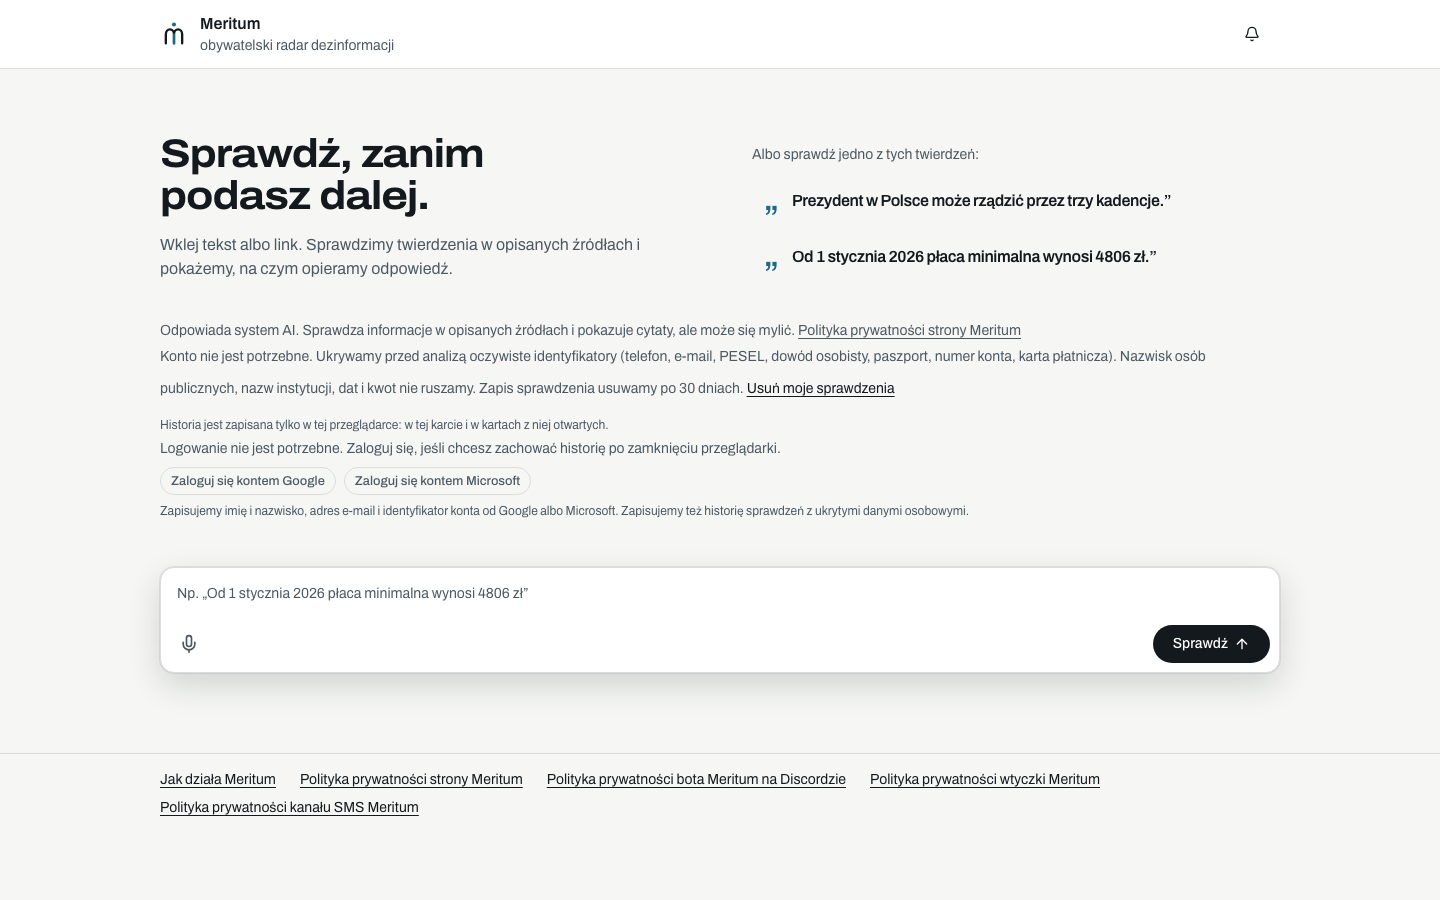 Meritum
obywatelski radar dezinformacji
Sprawdź, zanim
podasz dalej.
Wklej tekst albo link. Sprawdzimy twierdzenia w opisanych źródłach i
pokażemy, na czym opieramy odpowiedź.
Albo sprawdź jedno z tych twierdzeń:
„Prezydent w Polsce może rządzić przez trzy kadencje.”
„Od 1 stycznia 2026 płaca minimalna wynosi 4806 zł.”
Odpowiada system AI. Sprawdza informacje w opisanych źródłach i pokazuje cytaty, ale może się mylić. Polityka prywatności strony Meritum
Konto nie jest potrzebne. Ukrywamy przed analizą oczywiste identyfikatory (telefon, e-mail, PESEL, dowód osobisty, paszport, numer konta, karta płatnicza). Nazwisk osób
publicznych, nazw instytucji, dat i kwot nie ruszamy. Zapis sprawdzenia usuwamy po 30 dniach. Usuń moje sprawdzenia
Historia jest zapisana tylko w tej przeglądarce: w tej karcie i w kartach z niej otwartych.
Logowanie nie jest potrzebne. Zaloguj się, jeśli chcesz zachować historię po zamknięciu przeglądarki.
Zaloguj się kontem Google Zaloguj się kontem Microsoft
Zapisujemy imię i nazwisko, adres e-mail i identyfikator konta od Google albo Microsoft. Zapisujemy też historię sprawdzeń z ukrytymi danymi osobowymi.
Np. „Od 1 stycznia 2026 płaca minimalna wynosi 4806 zł”
Sprawdź
Jak działa Meritum Polityka prywatności strony Meritum Polityka prywatności bota Meritum na Discordzie Polityka prywatności wtyczki Meritum
Polityka prywatności kanału SMS Meritum